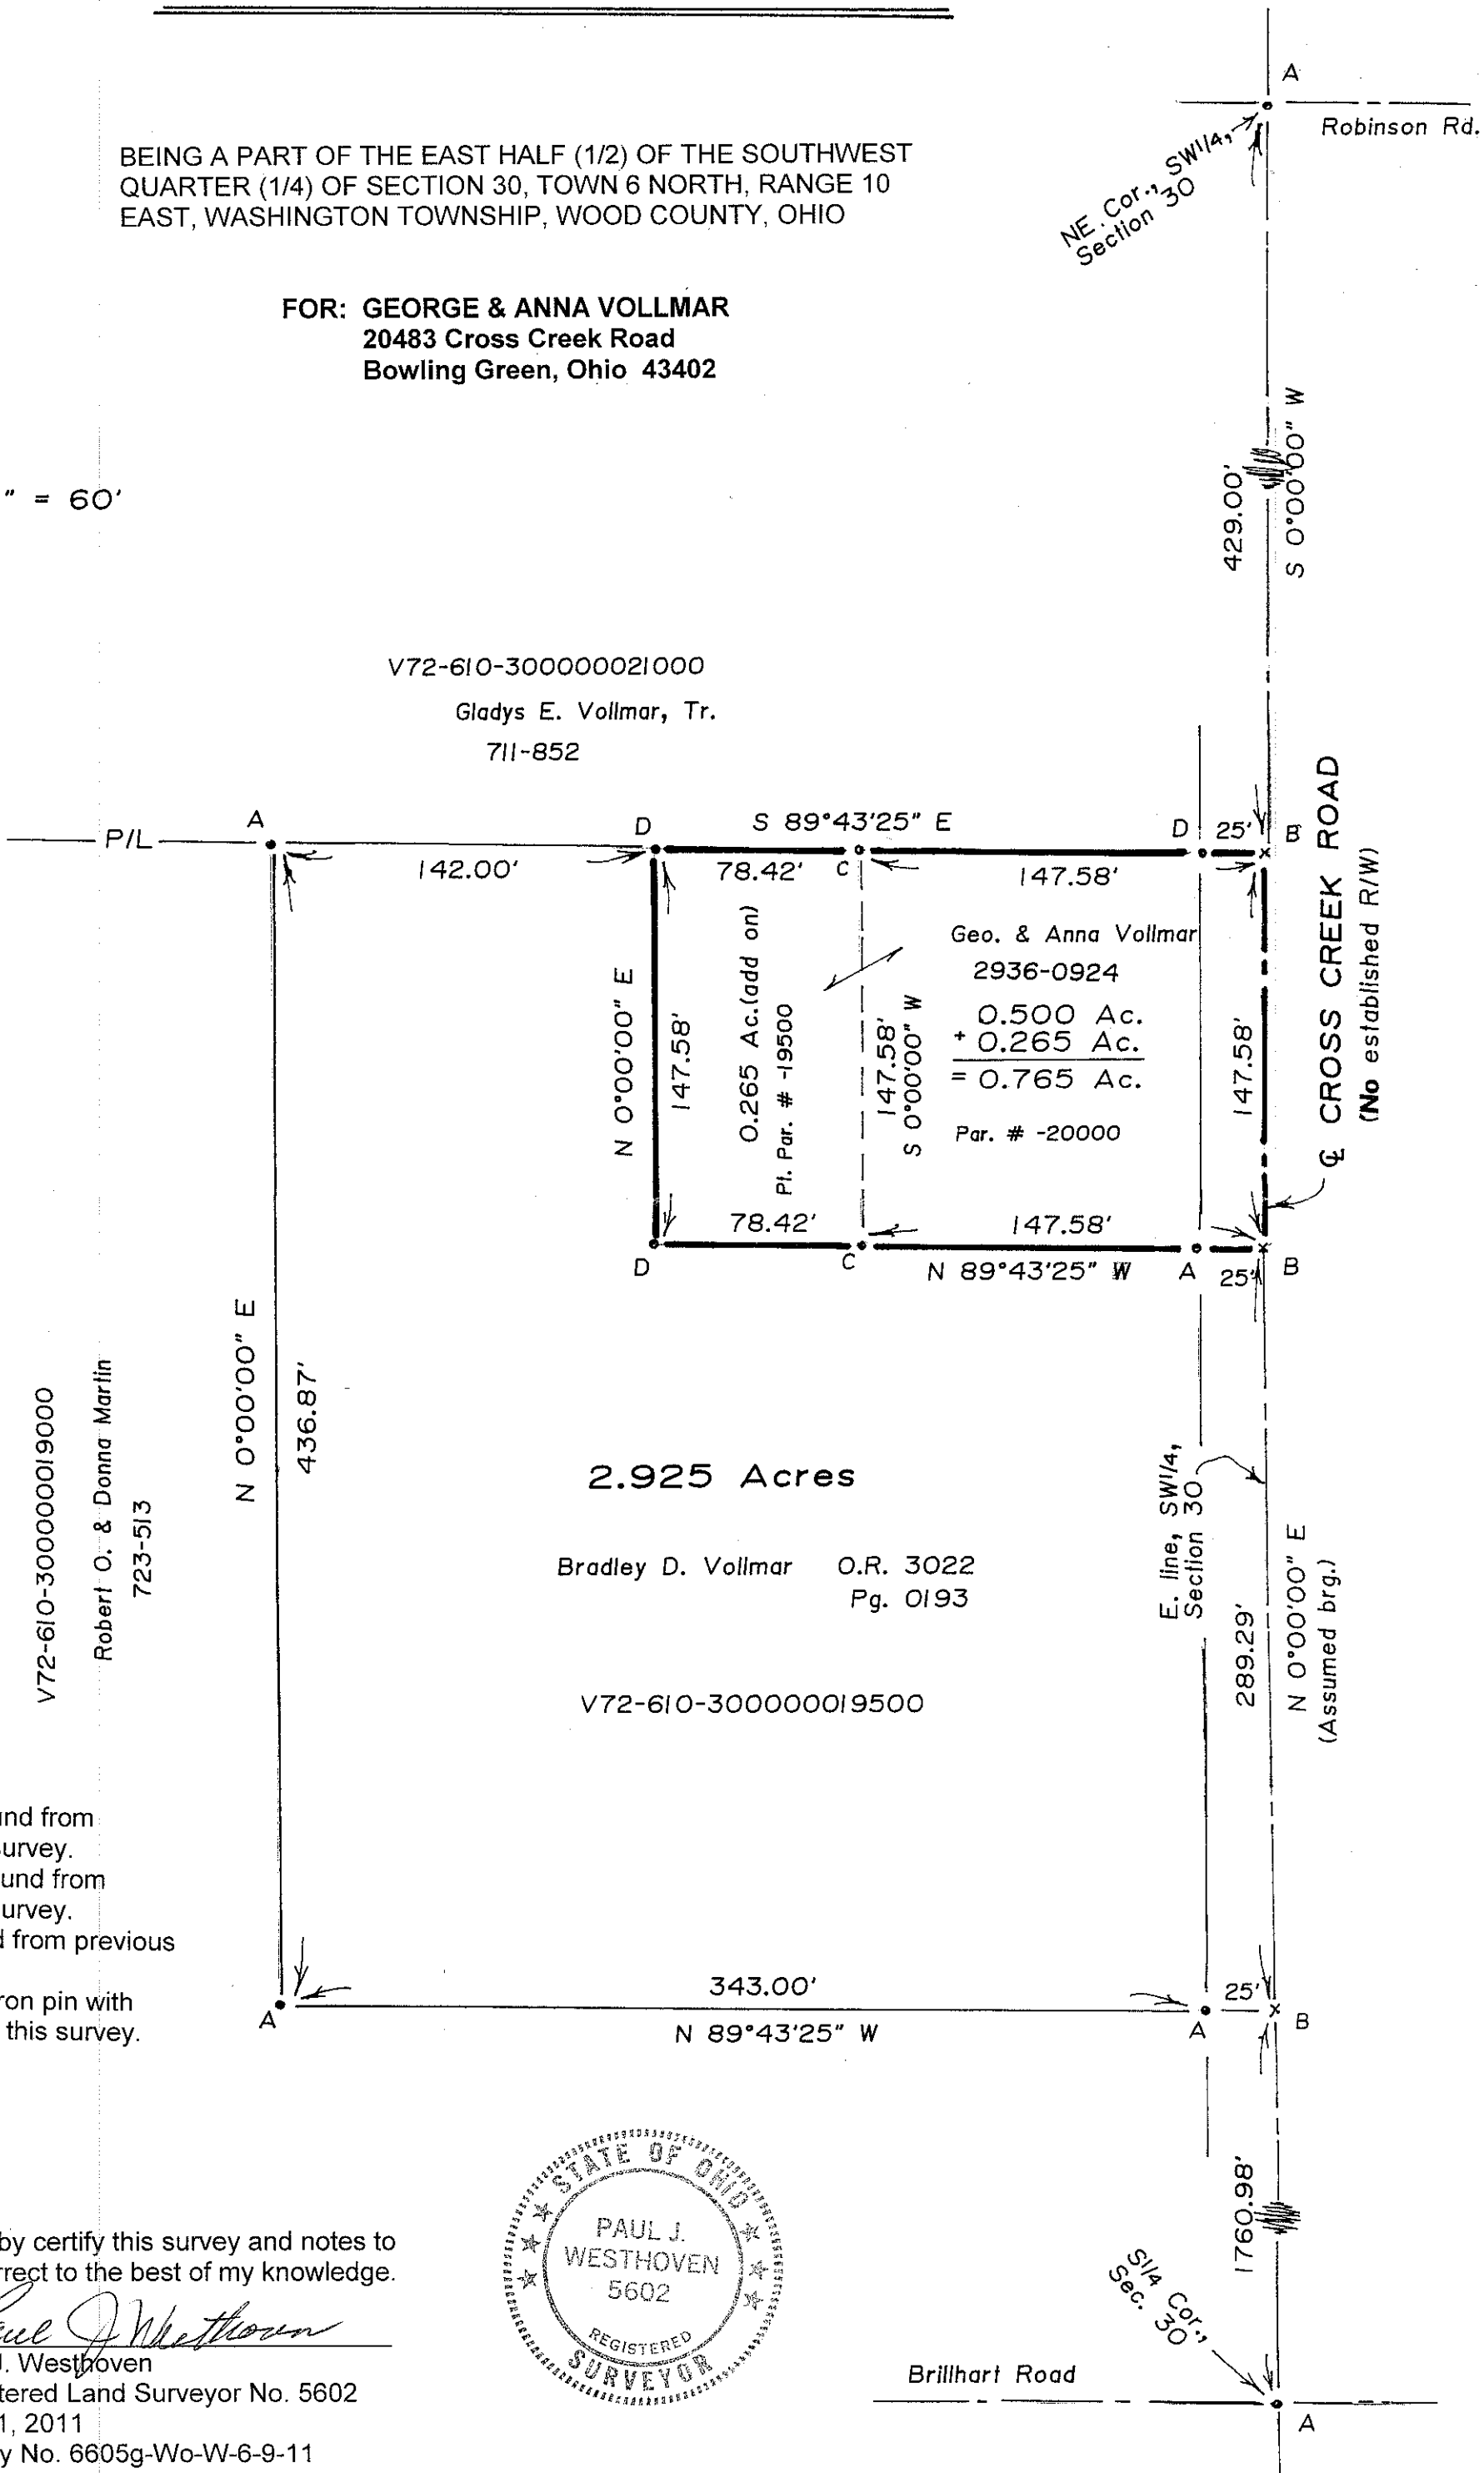 A
Robinson Rd.
NE. Cor., SW1/4,
Section 30
BEING A PART OF THE EAST HALF (1/2) OF THE SOUTHWEST
QUARTER (1/4) OF SECTION 30, TOWN 6 NORTH, RANGE 10
EAST, WASHINGTON TOWNSHIP, WOOD COUNTY, OHIO
FOR: GEORGE & ANNA VOLLMAR
20483 Cross Creek Road
Bowling Green, Ohio 43402
" = 60'
429.00'
S 0°00'00" W
V72-610-300000021000
Gladys E. Vollmar, Tr.
711-852
P/L
A
142.00'
D
S 89°43'25" E
D
25'
B
78.42'
C
147.58'
N 0°00'00" E
147.58'
0.265 Ac.(add on)
Pt. Par. # -19500
147.58'
S 0°00'00" W
Geo. & Anna Vollmar
2936-0924
0.500 Ac.
+ 0.265 Ac.
= 0.765 Ac.
Par. # -20000
147.58'
℄ CROSS CREEK ROAD
(No established R/W)
78.42'
147.58'
D
C
N 89°43'25" W
A
25'
B
V72-610-300000019000
Robert O. & Donna Martin
723-513
N 0°00'00" E
436.87'
2.925 Acres
Bradley D. Vollmar O.R. 3022
Pg. 0193
V72-610-300000019500
E. line, SW1/4,
Section 30
289.29'
N 0°00'00" E
(Assumed brg.)
und from
urvey.
und from
urvey.
d from previous
ron pin with
this survey.
A
343.00'
N 89°43'25" W
A
25'
B
1760.98'
S1/4 Cor.,
Sec. 30
Brillhart Road
A
STATE OF OHIO
PAUL J.
WESTHOVEN
5602
REGISTERED
SURVEYOR
by certify this survey and notes to
rrect to the best of my knowledge.
Paul J Westhoven
J. Westhoven
tered Land Surveyor No. 5602
1, 2011
y No. 6605g-Wo-W-6-9-11